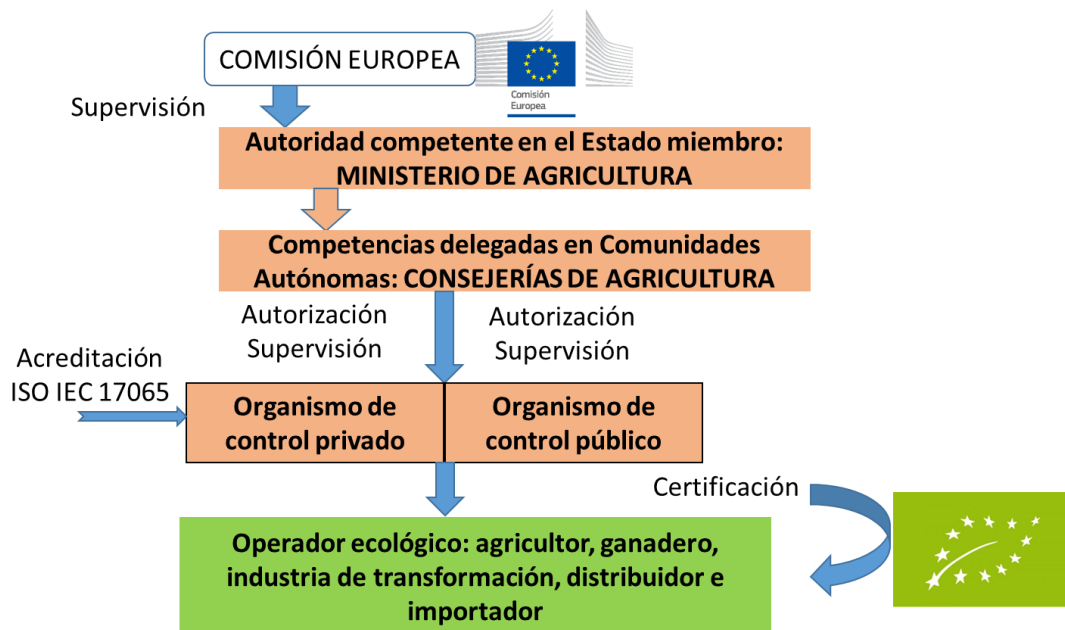 COMISIÓN EUROPEA
Comisión
Europea
Supervisión
Autoridad competente en el Estado miembro:
MINISTERIO DE AGRICULTURA
Competencias delegadas en Comunidades
Autónomas: CONSEJERÍAS DE AGRICULTURA
Autorización
Supervisión
Autorización
Supervisión
Acreditación
ISO IEC 17065
Organismo de
control privado
Organismo de
control público
Certificación
Operador ecológico: agricultor, ganadero,
industria de transformación, distribuidor e
importador